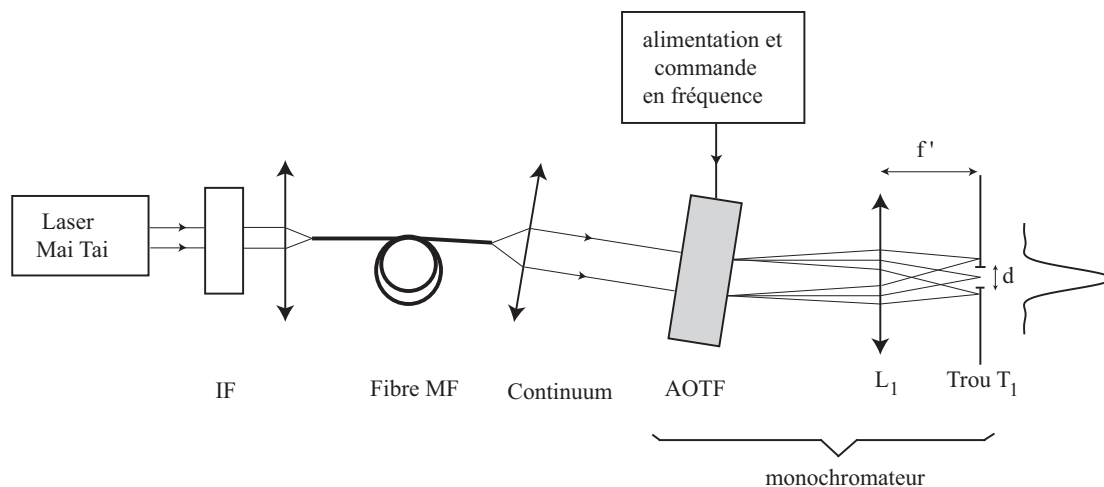 alimentation et
commande
en fréquence
f '
Laser
Mai Tai
d
IF
Fibre MF
Continuum
AOTF
L1
Trou T1
monochromateur